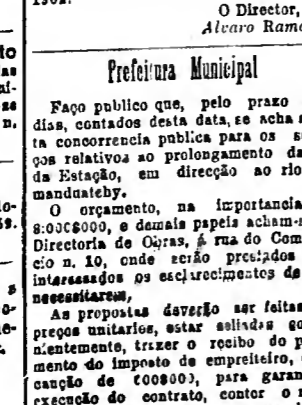 O Director,
Alvaro Ram
Prefeitura Municipal
Faço publico que, pelo prazo
dias, contados desta data, se acha
ta concorrencia publica para os s
ços relativos ao prolongamento da
da Estação, em direcção ao rio
manduatehy.
O orçamento, na importancia
8:000$000, e demais papeis acham-s
Directoria de Obras, á rua do Com
cio n. 10, onde serão prestados
interessados os esclarecimentos de
necessitarem,
As propostas deverão ser feitas
preços unitarios, estar selladas co
nientemente, trazer o recibo do p
mento do imposto de empreiteiro,
caução de $000, para garan
execução do contrato, conter o